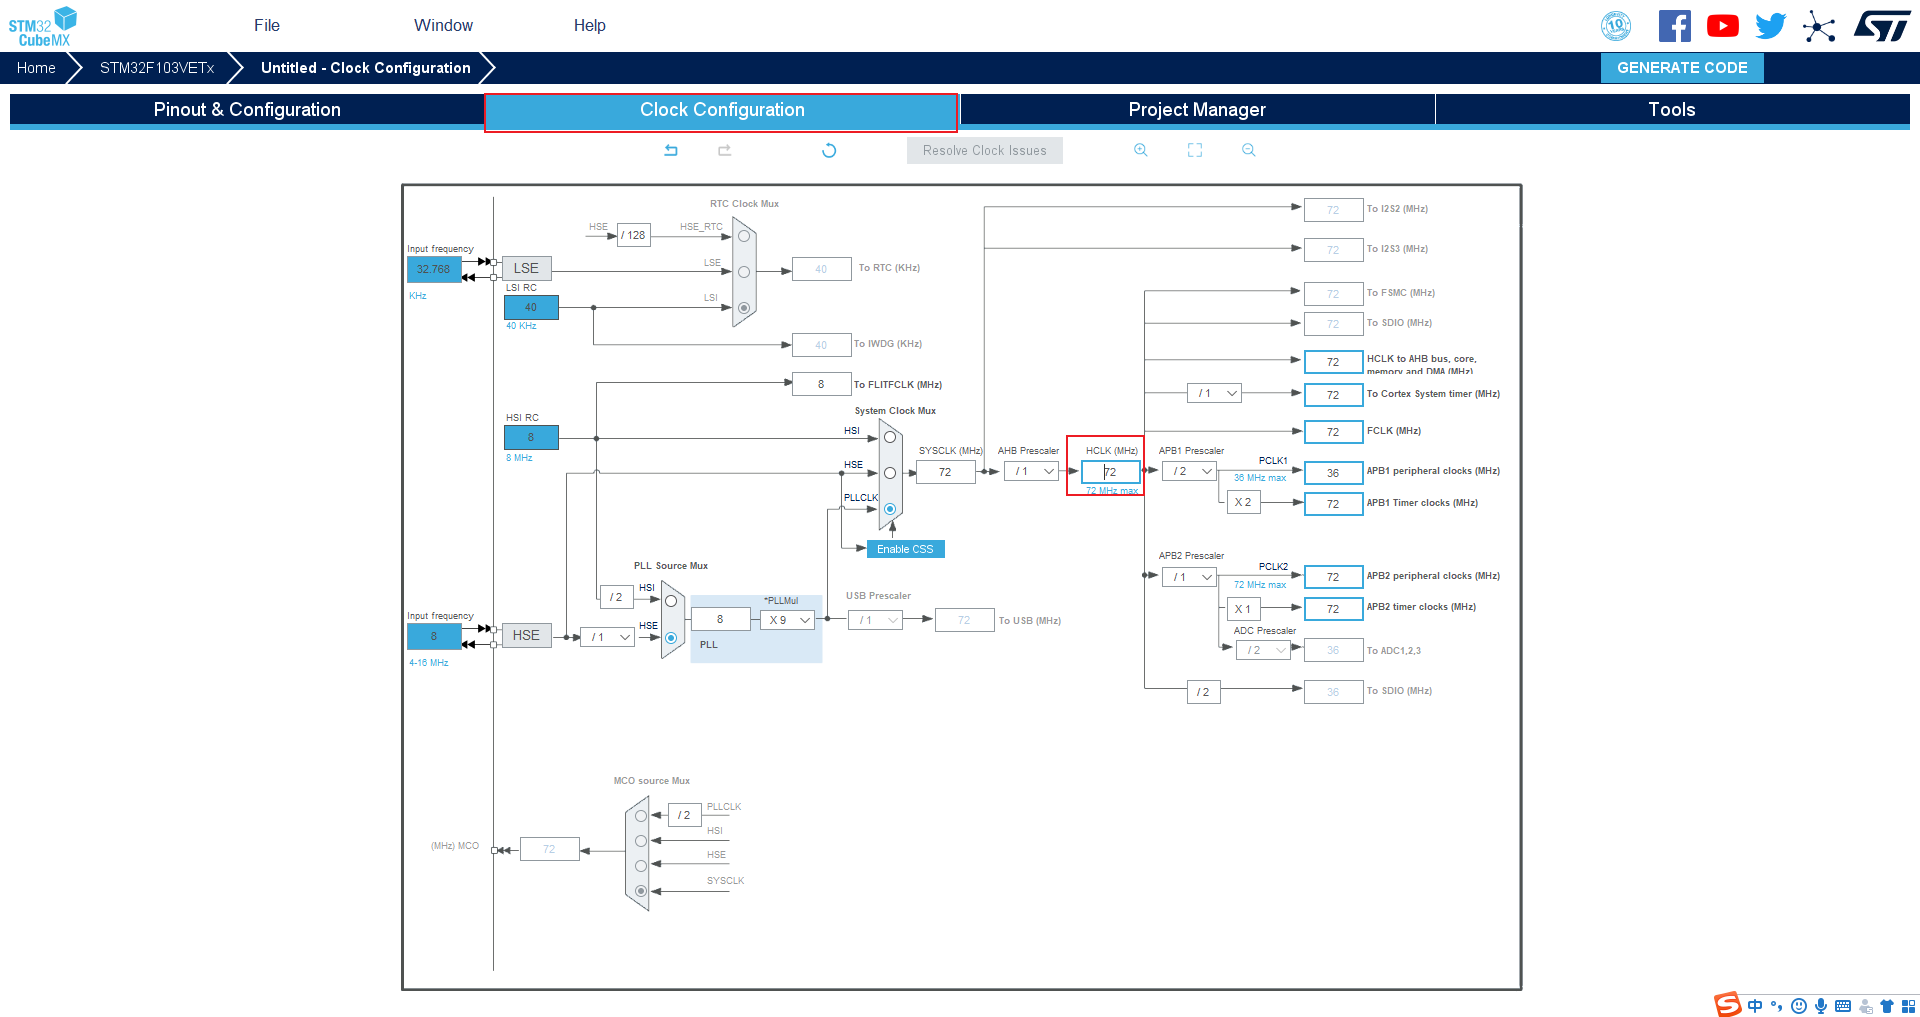 STM32
CubeMX
File
Window
Help
10
Home
STM32F103VETx
Untitled - Clock Configuration
GENERATE CODE
Pinout & Configuration
Clock Configuration
Project Manager
Tools
Resolve Clock Issues
RTC Clock Mux
HSE
/ 128
HSE_RTC
Input frequency
32.768
KHz
LSE
LSE
40
To RTC (KHz)
LSI RC
40
40 KHz
LSI
40
To IWDG (KHz)
8
To FLITFCLK (MHz)
System Clock Mux
HSI RC
8
8 MHz
HSI
HSE
PLLCLK
Enable CSS
SYSCLK (MHz)
72
AHB Prescaler
/ 1
HCLK (MHz)
72
72 MHz max
72
To I2S2 (MHz)
72
To I2S3 (MHz)
72
To FSMC (MHz)
72
To SDIO (MHz)
72
HCLK to AHB bus, core,
memory and DMA (MHz)
/ 1
72
To Cortex System timer (MHz)
72
FCLK (MHz)
APB1 Prescaler
/ 2
PCLK1
36 MHz max
36
APB1 peripheral clocks (MHz)
X 2
72
APB1 Timer clocks (MHz)
APB2 Prescaler
/ 1
PCLK2
72 MHz max
72
APB2 peripheral clocks (MHz)
X 1
72
APB2 timer clocks (MHz)
ADC Prescaler
/ 2
36
To ADC1,2,3
/ 2
36
To SDIO (MHz)
PLL Source Mux
/ 2
HSI
Input frequency
8
4-16 MHz
HSE
/ 1
HSE
8
*PLLMul
X 9
PLL
USB Prescaler
/ 1
72
To USB (MHz)
MCO source Mux
/ 2
PLLCLK
HSI
HSE
SYSCLK
(MHz) MCO
72
S 中